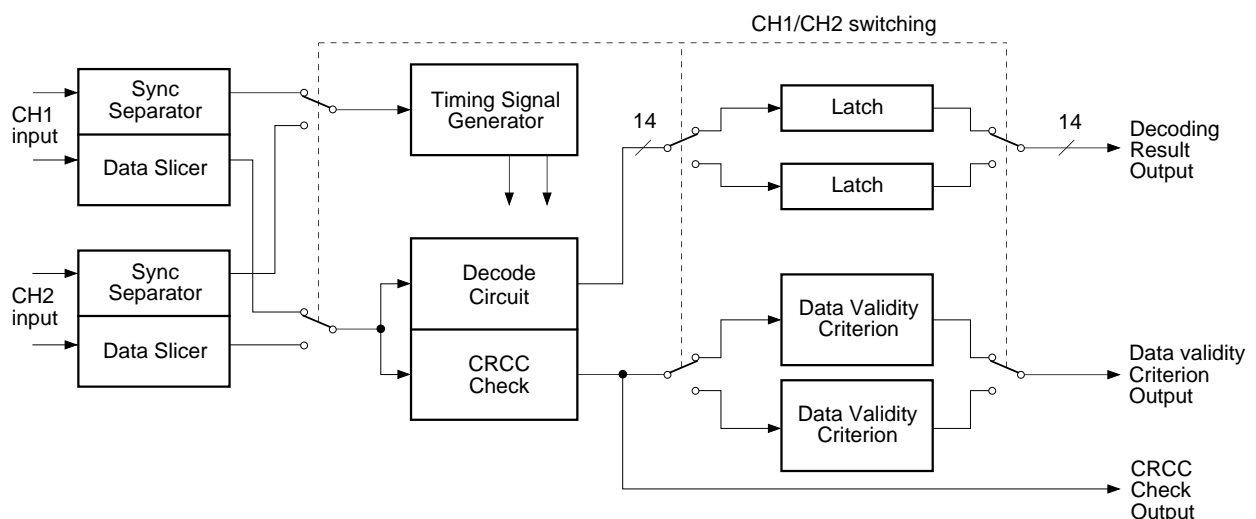 CH1/CH2 switching
CH1
input
Sync
Separator
Data Slicer
Timing Signal
Generator
14
Latch
Latch
14
Decoding
Result
Output
CH2
input
Sync
Separator
Data Slicer
Decode
Circuit
CRCC
Check
Data Validity
Criterion
Data Validity
Criterion
Data validity
Criterion
Output
CRCC
Check
Output